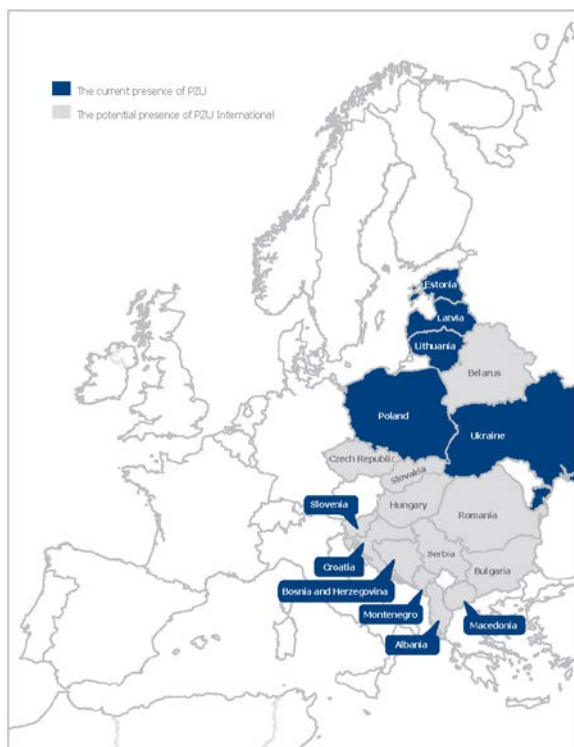 The current presence of PZU
The potential presence of PZU International
Estonia
Latvia
Lithuania
Belarus
Poland
Ukraine
Czech Republic
Slovakia
Hungary
Slovenia
Romania
Croatia
Serbia
Bulgaria
Bosnia and Herzegovina
Montenegro
Macedonia
Albania